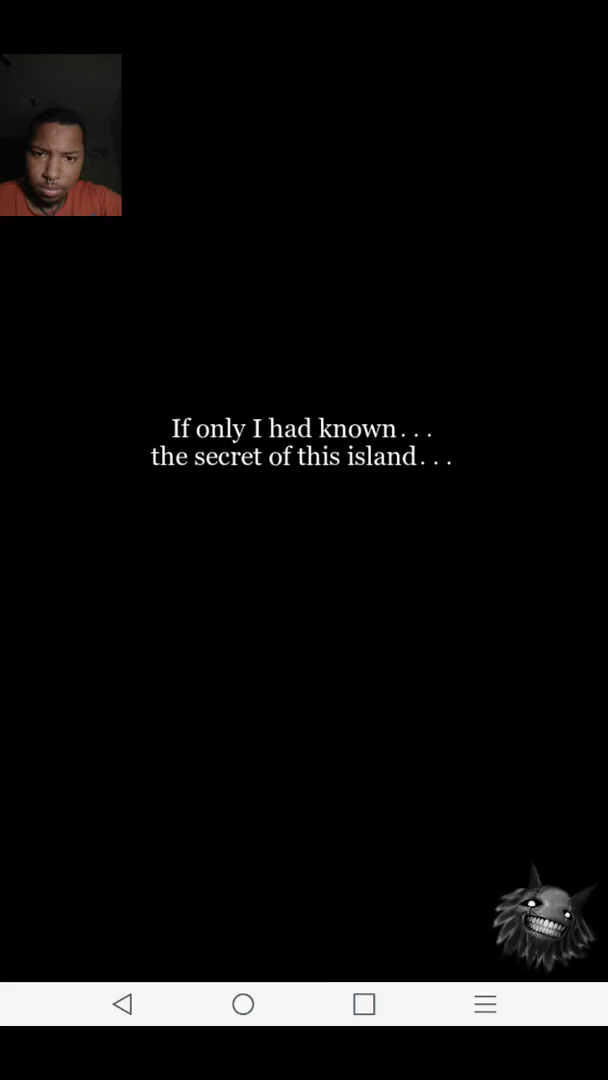 If only I had known...
the secret of this island...